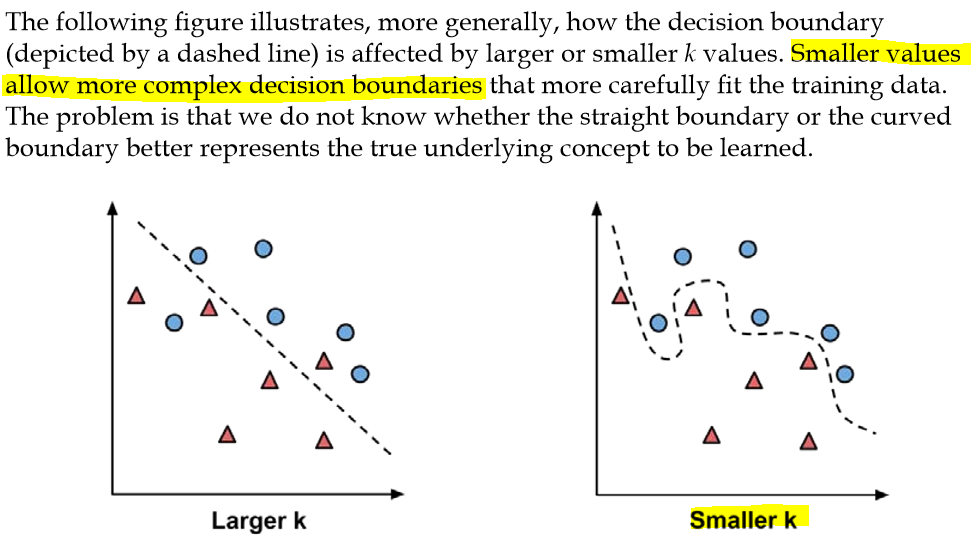 The following figure illustrates, more generally, how the decision boundary
(depicted by a dashed line) is affected by larger or smaller k values. Smaller values
allow more complex decision boundaries that more carefully fit the training data.
The problem is that we do not know whether the straight boundary or the curved
boundary better represents the true underlying concept to be learned.
Larger k
Smaller k